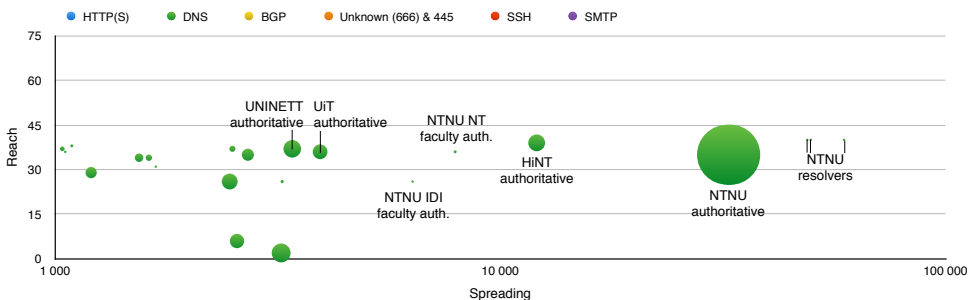 HTTP(S) DNS BGP Unknown (666) & 445 SSH SMTP
75
60
45
30
15
0
Reach
UNINETT
authoritative
UiT
authoritative
NTNU NT
faculty auth.
NTNU IDI
faculty auth.
HiNT
authoritative
NTNU
authoritative
NTNU
resolvers
1 000 10 000 100 000
Spreading